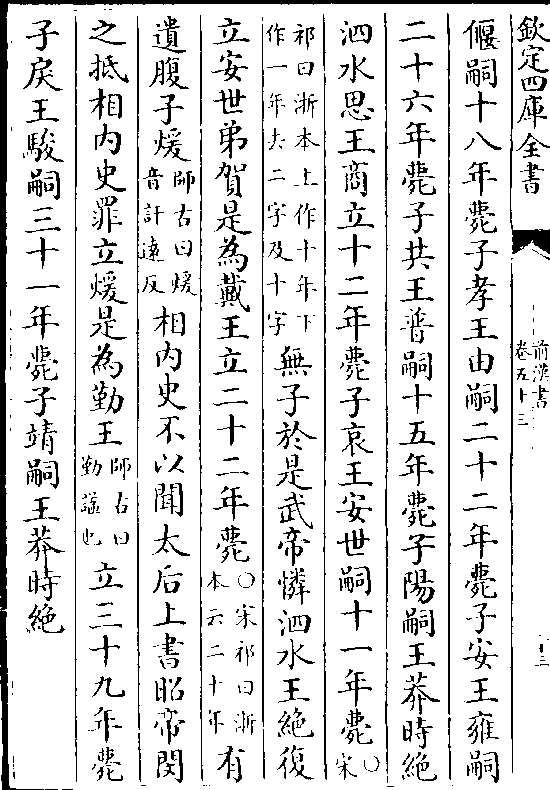 欽定四庫全書
前漢書
卷五十三
十三
偃嗣十八年薨子孝王由嗣二十二年薨子安王雍嗣
二十六年薨子共王普嗣十五年薨子陽嗣王莽時絶
泗水思王商立十二年薨子哀王安世嗣十一年薨○宋
祁曰浙本上作十年下
作一年去二字及十字
無子於是武帝憐泗水王絶復
立安世弟賀是為戴王立二十二年薨
○宋祁曰浙
本云二十年
有
遺腹子煖
師古曰煖
音許逺反
相内史不以聞太后上書昭帝閔
之抵相内史罪立煖是為勤王
師古曰
勤諡也
立三十九年薨
子戾王駿嗣三十一年薨子靖嗣王莽時絶